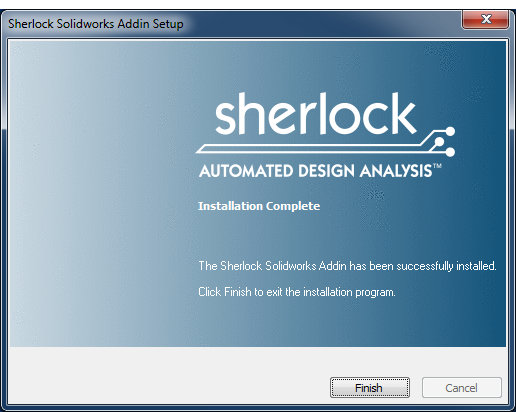 Sherlock Solidworks Addin Setup
sherlock
AUTOMATED DESIGN ANALYSIS™
Installation Complete
The Sherlock Solidworks Addin has been successfully installed.
Click Finish to exit the installation program.
Finish
Cancel